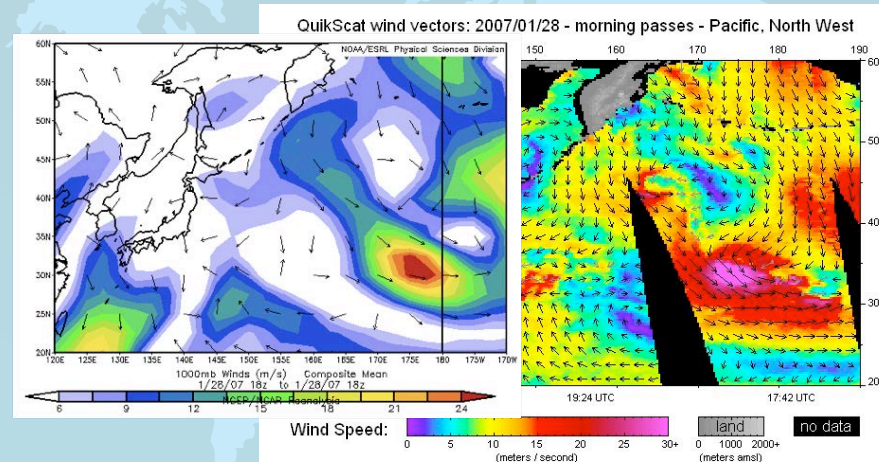 QuikScat wind vectors: 2007/01/28 - morning passes - Pacific, North West
NOAA/ESRL Physical Sciences Division
60N
50N
45N
40N
35N
30N
25N
20N
120E 125E 130E 135E 140E 145E 150E 155E 160E 165E 170E 175E 180 175W 170W
1000mb Winds (m/s) Composite Mean
1/28/07 18z to 1/28/07 18z
NCEP/NCAR Reanalysis
6 9 12 15 18 21 24
150 160 170 180 190
60
50
40
30
20
19:24 UTC 17:42 UTC
Wind Speed:
0 5 10 15 20 25 30+
(meters / second)
land
0 1000 2000+
(meters amsl)
no data